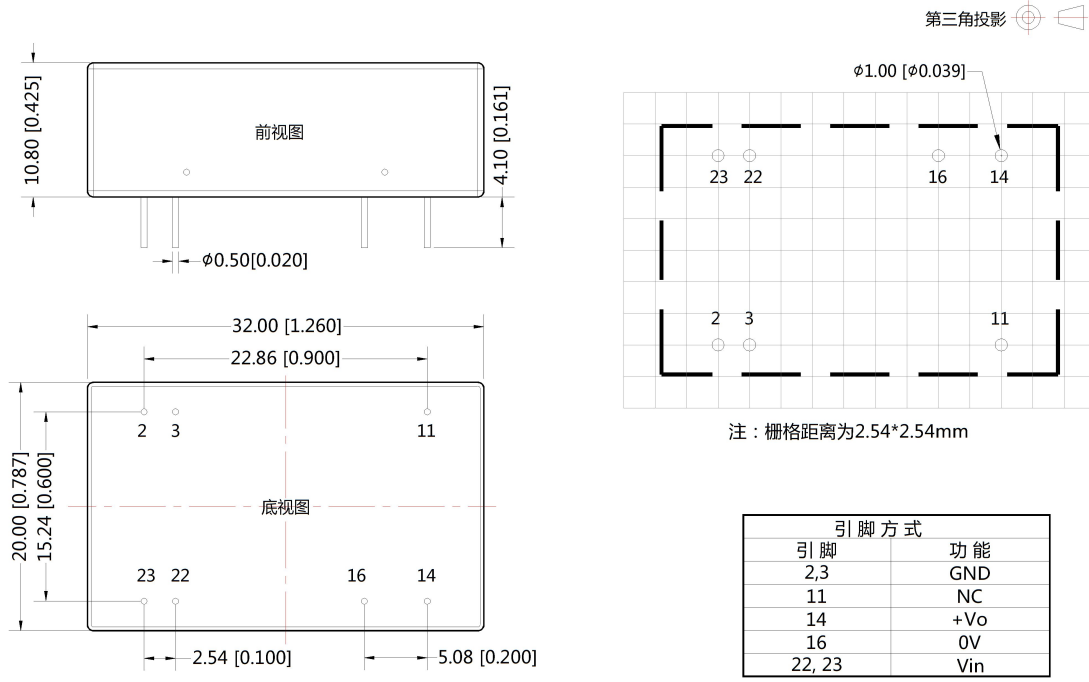 第三角投影
10.80 [0.425]
前视图
4.10 [0.161]
ϕ0.50[0.020]
ϕ1.00 [ϕ0.039]
23 22 16 14
2 3 11
注：栅格距离为2.54*2.54mm
32.00 [1.260]
22.86 [0.900]
20.00 [0.787]
15.24 [0.600]
2 3 11
底视图
23 22 16 14
2.54 [0.100]
5.08 [0.200]
引脚方式
引脚 功能
2,3 GND
11 NC
14 +Vo
16 0V
22, 23 Vin